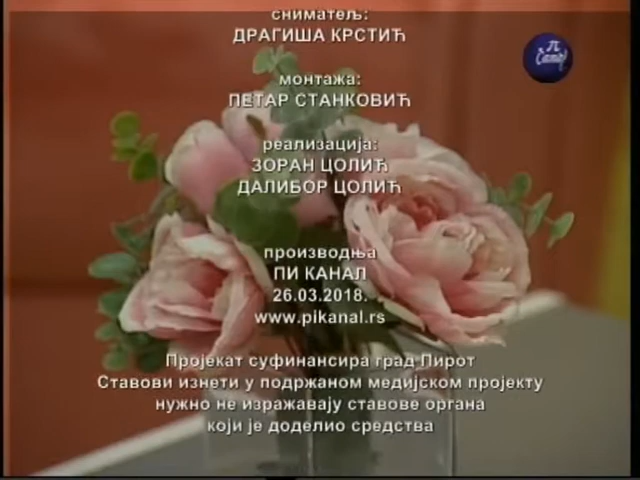 сниматељ:
ДРАГИША КРСТИЋ
π
монтажа:
ПЕТАР СТАНКОВИЋ
реализација:
ЗОРАН ЦОЛИЋ
ДАЛИБОР ЦОЛИЋ
производња
ПИ КАНАЛ
26.03.2018.
www.pikanal.rs
Пројекат суфинансира град Пирот
Ставови изнети у подржаном медијском пројекту
нужно не изражавају ставове органа
који је доделио средства